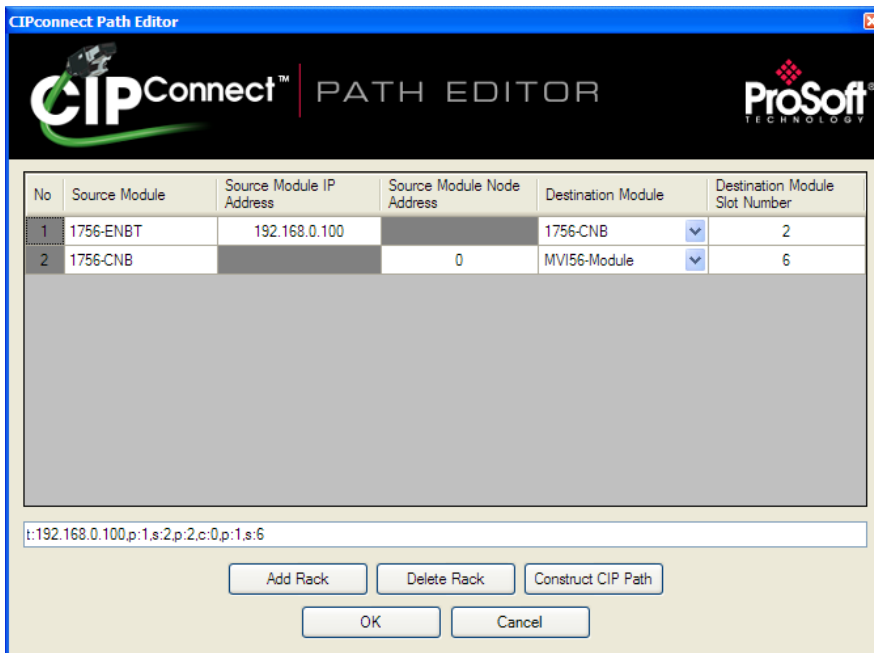 CIPconnect Path Editor
CIPConnect™ PATH EDITOR
ProSoft®
TECHNOLOGY
No Source Module Source Module IP Address Source Module Node Address Destination Module Destination Module Slot Number
1 1756-ENBT 192.168.0.100 1756-CNB 2
2 1756-CNB 0 MVI56-Module 6
t:192.168.0.100,p:1,s:2,p:2,c:0,p:1,s:6
Add Rack Delete Rack Construct CIP Path
OK Cancel